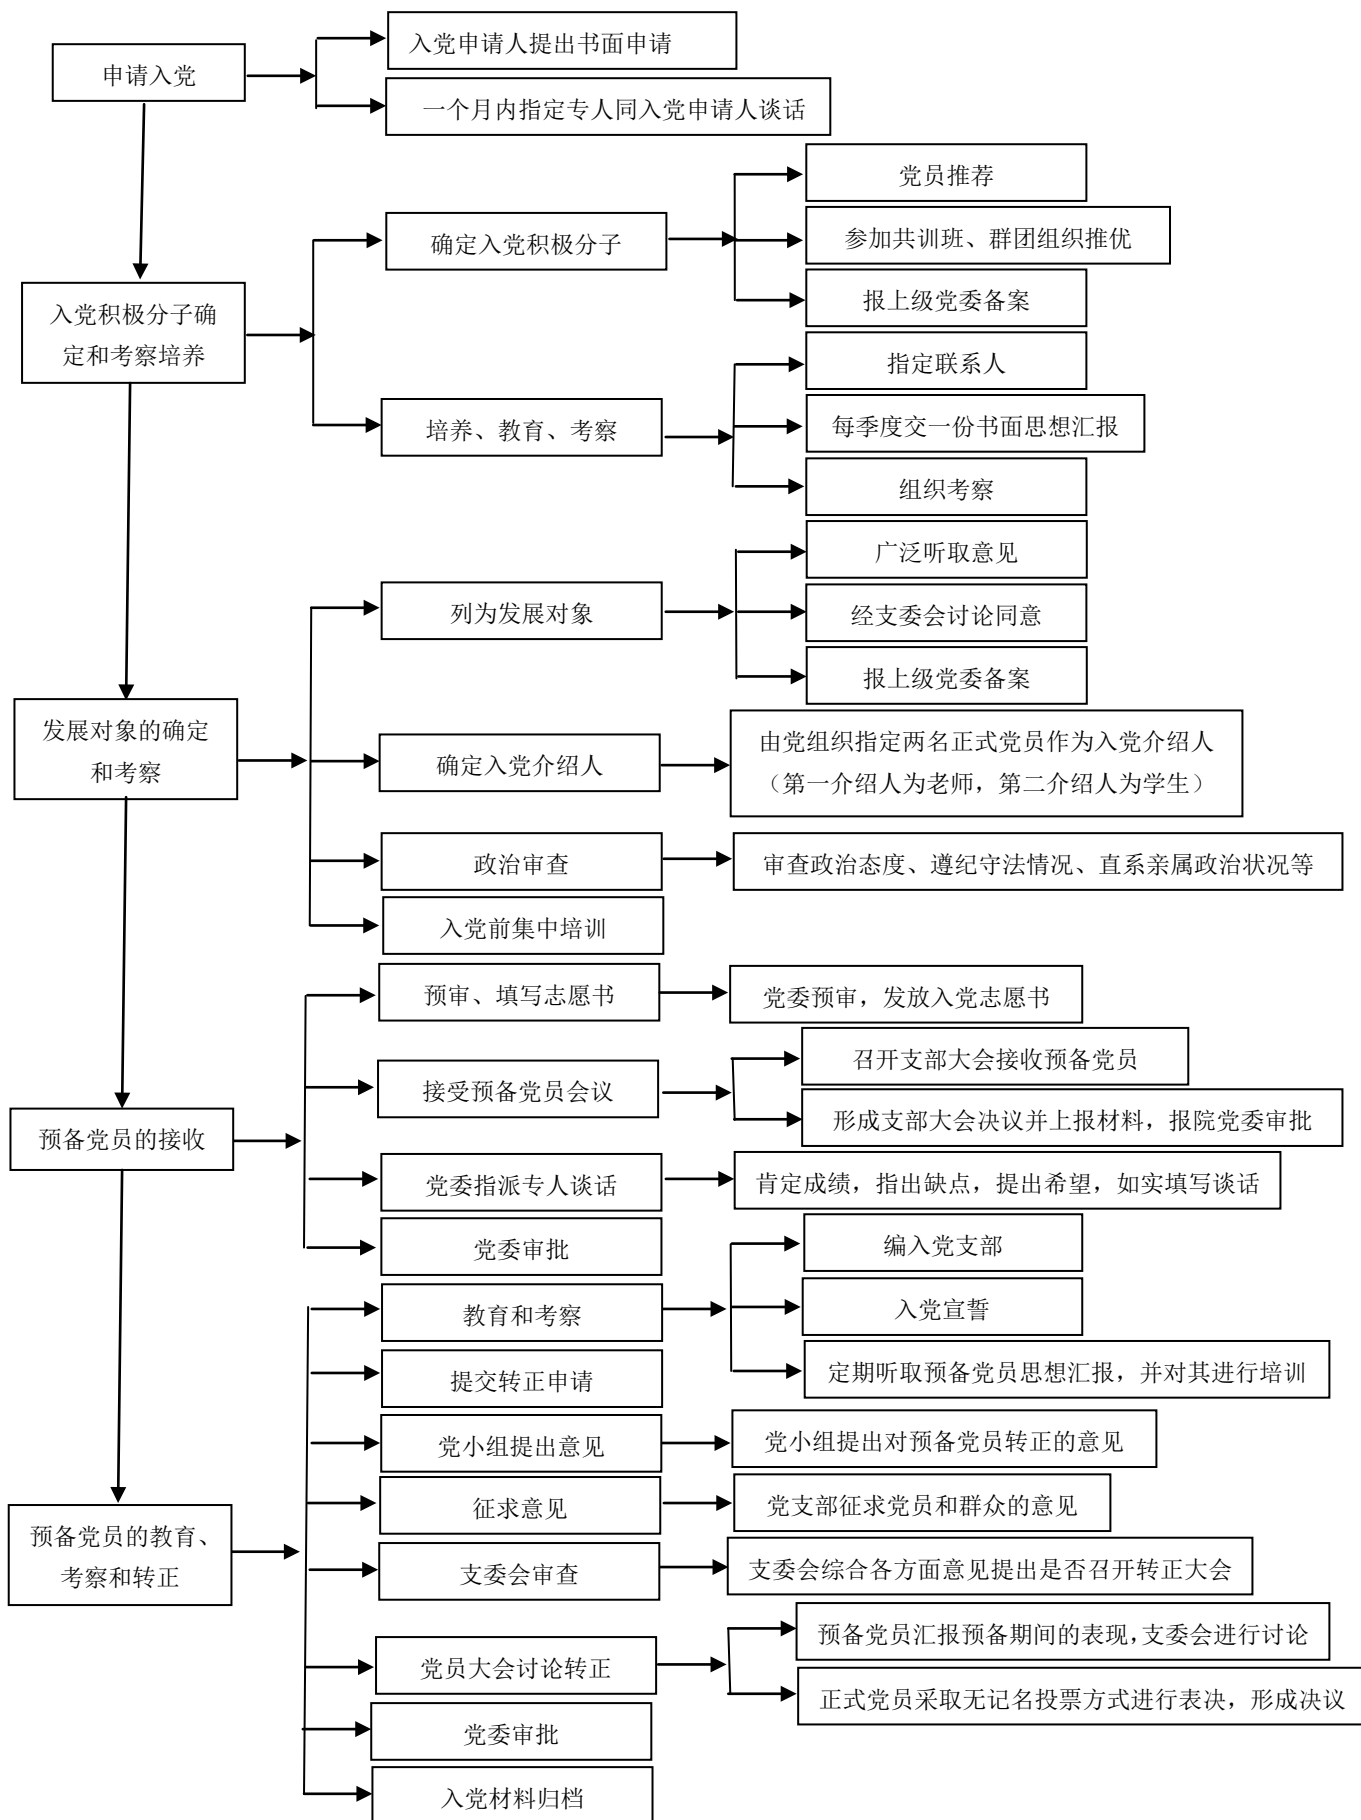 入党申请人提出书面申请
申请入党
一个月内指定专人同入党申请人谈话
党员推荐
确定入党积极分子
参加共训班、群团组织推优
报上级党委备案
入党积极分子确
定和考察培养
指定联系人
培养、教育、考察
每季度交一份书面思想汇报
组织考察
广泛听取意见
列为发展对象
经支委会讨论同意
报上级党委备案
发展对象的确定
和考察
确定入党介绍人
由党组织指定两名正式党员作为入党介绍人
（第一介绍人为老师，第二介绍人为学生）
政治审查
审查政治态度、遵纪守法情况、直系亲属政治状况等
入党前集中培训
预审、填写志愿书
党委预审，发放入党志愿书
召开支部大会接收预备党员
接受预备党员会议
形成支部大会决议并上报材料，报院党委审批
预备党员的接收
党委指派专人谈话
肯定成绩，指出缺点，提出希望，如实填写谈话
党委审批
编入党支部
教育和考察
入党宣誓
定期听取预备党员思想汇报，并对其进行培训
提交转正申请
党小组提出意见
党小组提出对预备党员转正的意见
征求意见
党支部征求党员和群众的意见
预备党员的教育、
考察和转正
支委会审查
支委会综合各方面意见提出是否召开转正大会
预备党员汇报预备期间的表现,支委会进行讨论
党员大会讨论转正
正式党员采取无记名投票方式进行表决，形成决议
党委审批
入党材料归档